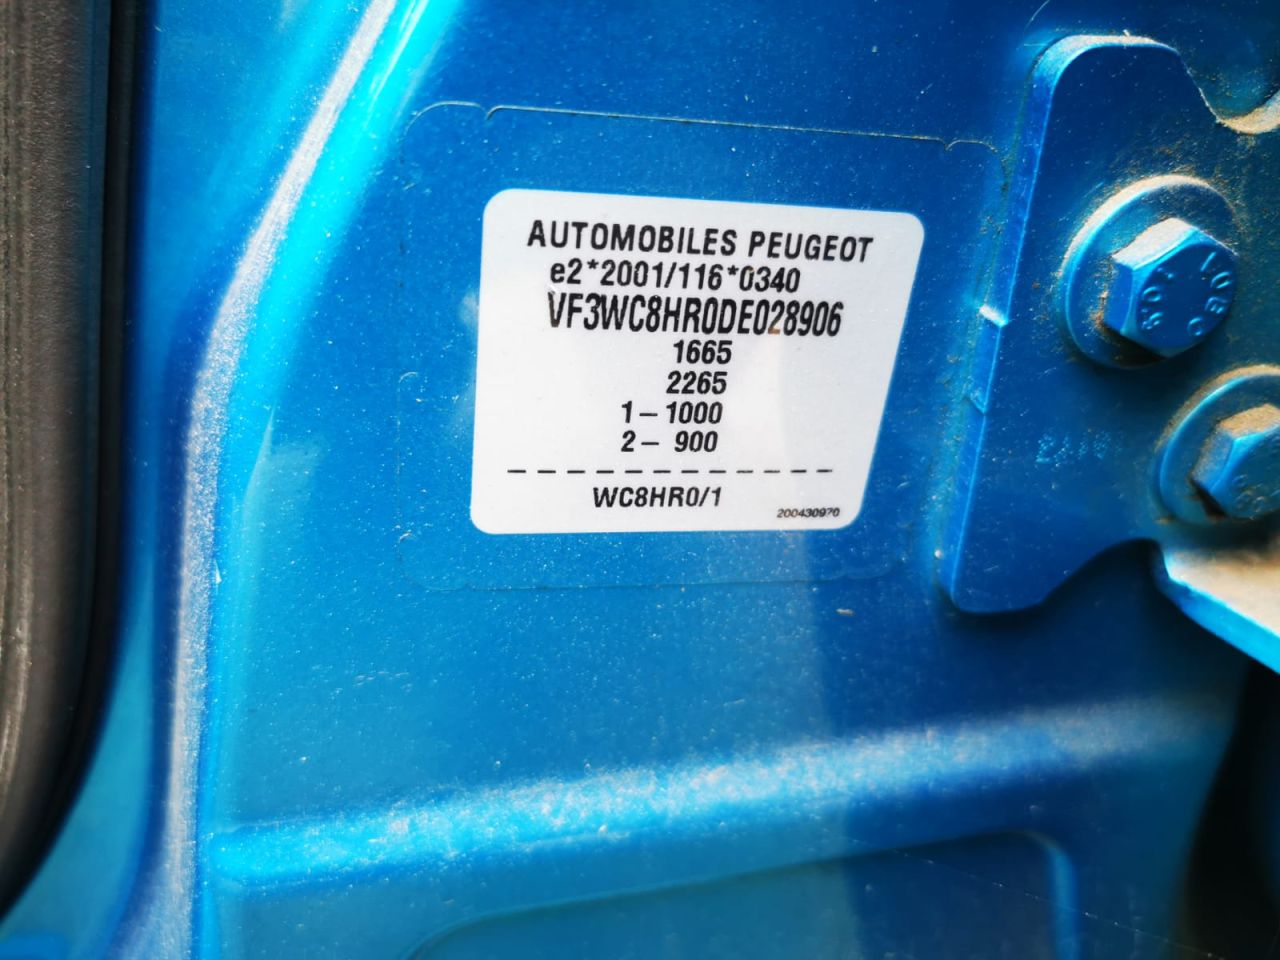 AUTOMOBILES PEUGEOT
e2*2001/116*0340
VF3WC8HR0DE028906
1665
2265
1 - 1000
2 - 900
WC8HR0/1
200430970